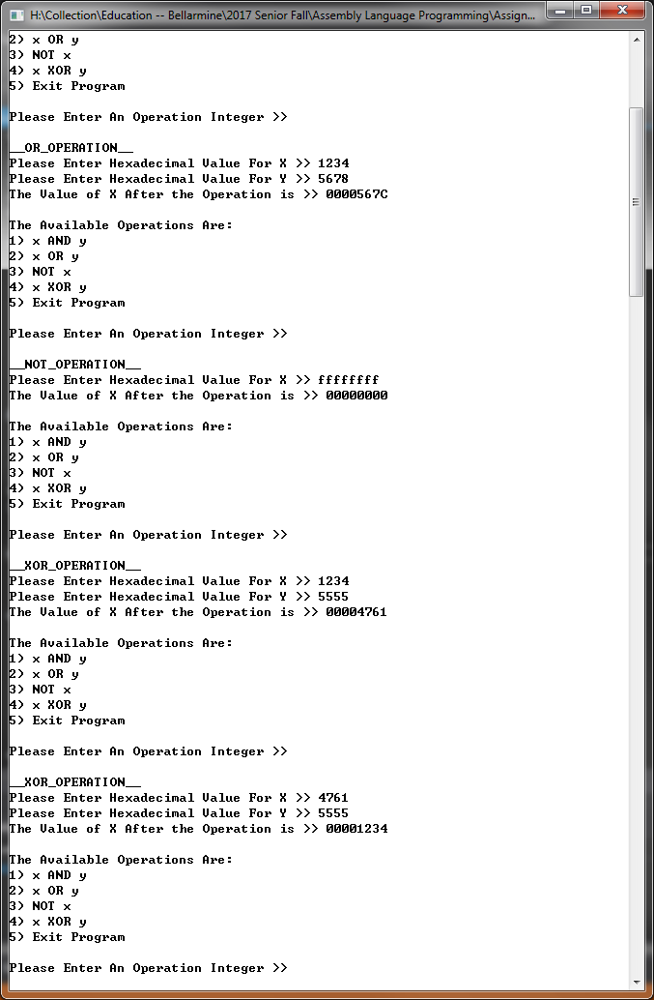 H:\Collection\Education -- Bellarmine\2017 Senior Fall\Assembly Language Programming\Assign...
2) x OR y
3) NOT x
4) x XOR y
5) Exit Program
Please Enter An Operation Integer >>
__OR_OPERATION__
Please Enter Hexadecimal Value For X >> 1234
Please Enter Hexadecimal Value For Y >> 5678
The Value of X After the Operation is >> 0000567C
The Available Operations Are:
1) x AND y
2) x OR y
3) NOT x
4) x XOR y
5) Exit Program
Please Enter An Operation Integer >>
__NOT_OPERATION__
Please Enter Hexadecimal Value For X >> ffffffff
The Value of X After the Operation is >> 00000000
The Available Operations Are:
1) x AND y
2) x OR y
3) NOT x
4) x XOR y
5) Exit Program
Please Enter An Operation Integer >>
__XOR_OPERATION__
Please Enter Hexadecimal Value For X >> 1234
Please Enter Hexadecimal Value For Y >> 5555
The Value of X After the Operation is >> 00004761
The Available Operations Are:
1) x AND y
2) x OR y
3) NOT x
4) x XOR y
5) Exit Program
Please Enter An Operation Integer >>
__XOR_OPERATION__
Please Enter Hexadecimal Value For X >> 4761
Please Enter Hexadecimal Value For Y >> 5555
The Value of X After the Operation is >> 00001234
The Available Operations Are:
1) x AND y
2) x OR y
3) NOT x
4) x XOR y
5) Exit Program
Please Enter An Operation Integer >>